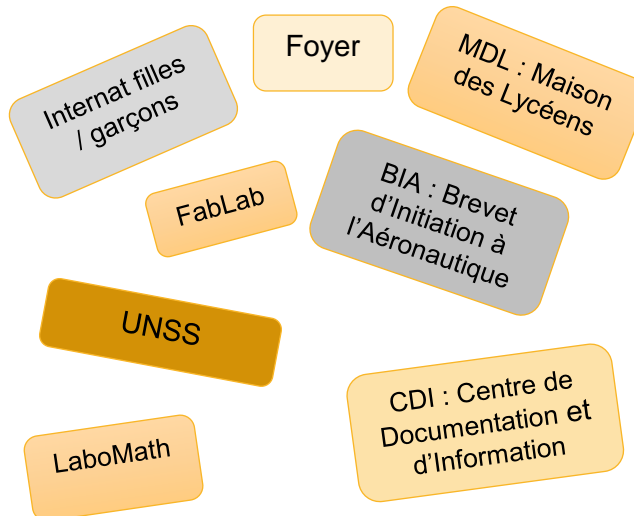 Foyer
MDL : Maison
des Lycéens
Internat filles
/ garçons
FabLab
BIA : Brevet
d’Initiation à
l’Aéronautique
UNSS
CDI : Centre de
Documentation et
d’Information
LaboMath